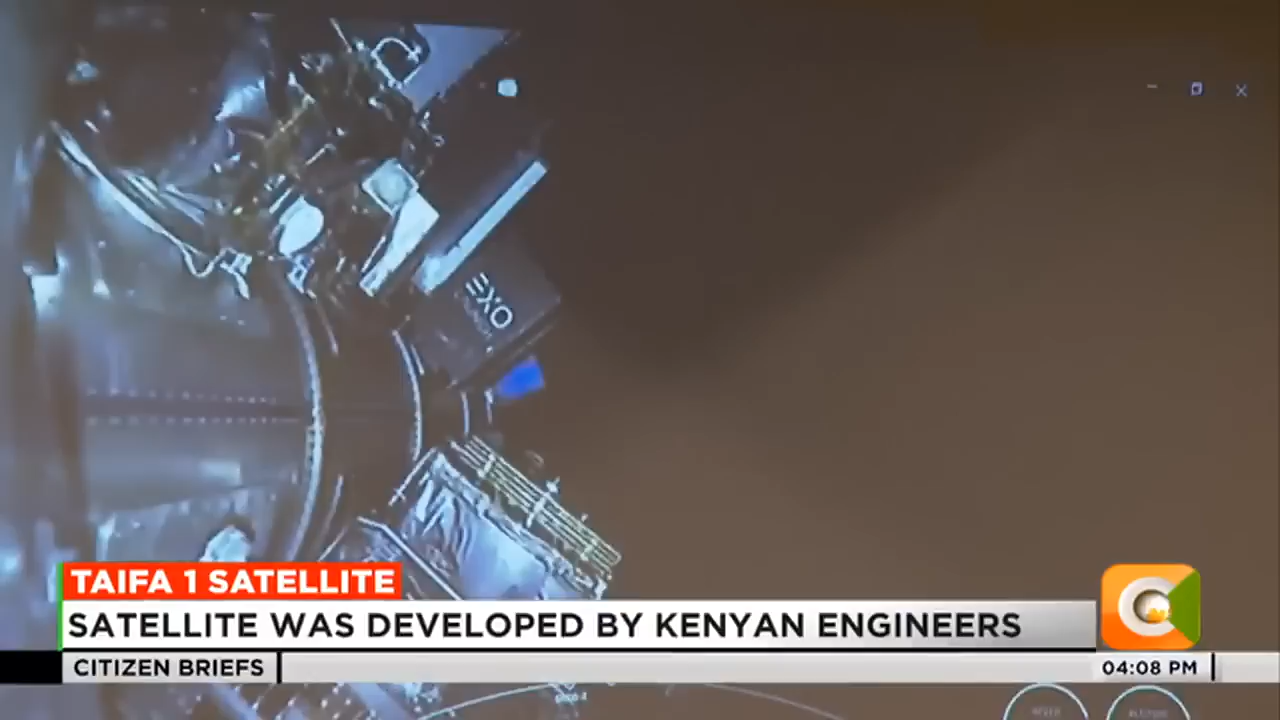 EXO
TAIFA 1 SATELLITE
SATELLITE WAS DEVELOPED BY KENYAN ENGINEERS
CITIZEN BRIEFS
04:08 PM